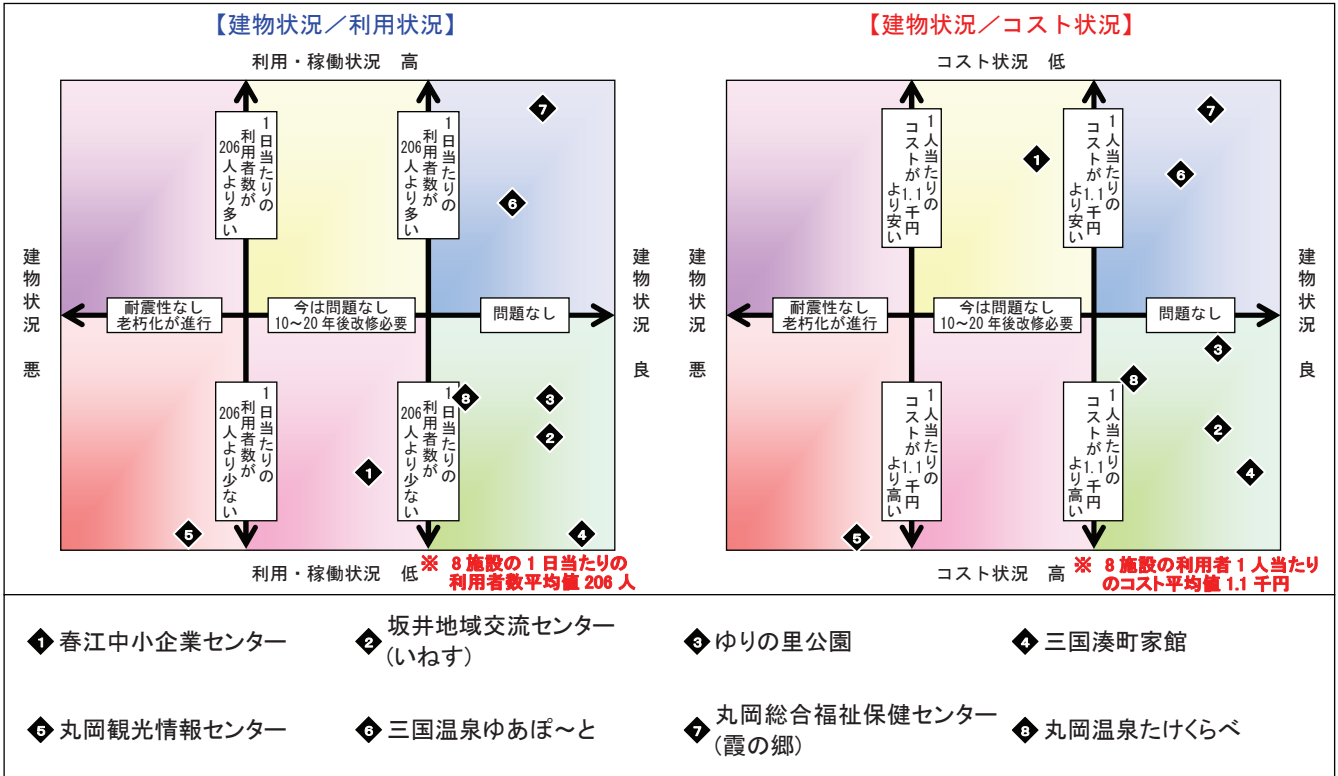 【建物状況／利用状況】
利用・稼働状況 高
1日当たりの
利用者数が
206人より多い
1日当たりの
利用者数が
206人より多い
建物状況 悪
耐震性なし
老朽化が進行
今は問題なし
10～20年後改修必要
問題なし
建物状況 良
1日当たりの
利用者数が
206人より少ない
1日当たりの
利用者数が
206人より少ない
7
6
8
3
2
1
5
4
利用・稼働状況 低
※ 8施設の1日当たりの
利用者数平均値 206 人
【建物状況／コスト状況】
コスト状況 低
1人当たりの
コストが1.1千円
より安い
1人当たりの
コストが1.1千円
より安い
建物状況 悪
耐震性なし
老朽化が進行
今は問題なし
10～20年後改修必要
問題なし
建物状況 良
1人当たりの
コストが1.1千円
より高い
1人当たりの
コストが1.1千円
より高い
7
1
6
3
8
2
4
5
コスト状況 高
※ 8施設の利用者1人当たり
のコスト平均値 1.1 千円
1 春江中小企業センター
2 坂井地域交流センター
(いねす)
3 ゆりの里公園
4 三国湊町家館
5 丸岡観光情報センター
6 三国温泉ゆあぽ～と
7 丸岡総合福祉保健センター
(霞の郷)
8 丸岡温泉たけくらべ